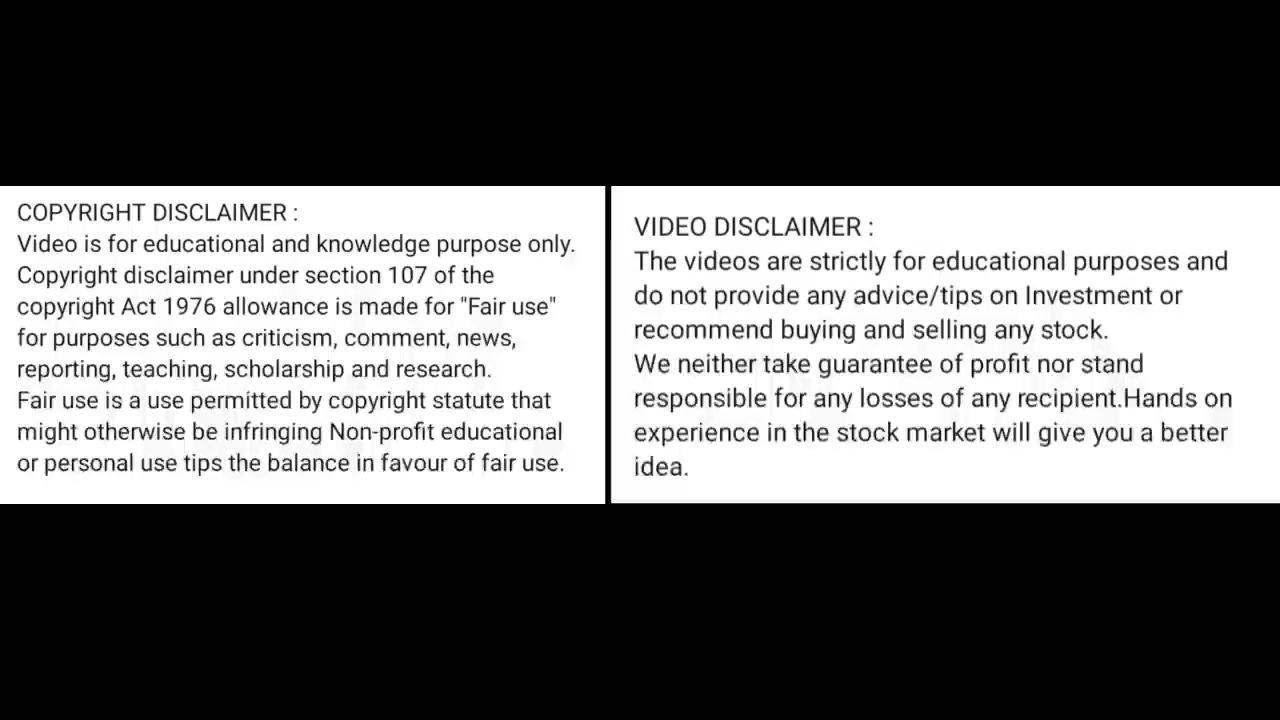 COPYRIGHT DISCLAIMER :
Video is for educational and knowledge purpose only.
Copyright disclaimer under section 107 of the
copyright Act 1976 allowance is made for "Fair use"
for purposes such as criticism, comment, news,
reporting, teaching, scholarship and research.
Fair use is a use permitted by copyright statute that
might otherwise be infringing Non-profit educational
or personal use tips the balance in favour of fair use.
VIDEO DISCLAIMER :
The videos are strictly for educational purposes and
do not provide any advice/tips on Investment or
recommend buying and selling any stock.
We neither take guarantee of profit nor stand
responsible for any losses of any recipient.Hands on
experience in the stock market will give you a better
idea.